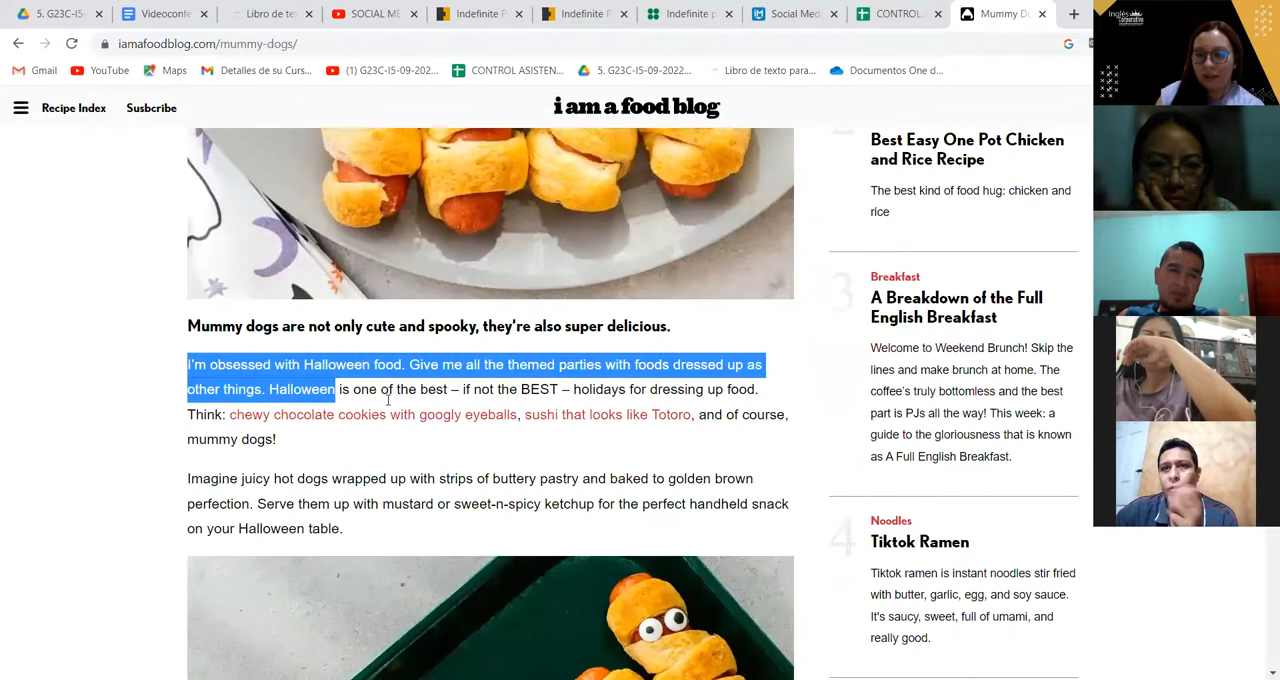 5. G23C-I5-
Videoconfe
Libro de te
SOCIAL ME
Indefinite P
Indefinite P
Indefinite p
Social Med
CONTROL
Mummy Do
iamafoodblog.com/mummy-dogs/
Gmail
YouTube
Maps
Detalles de su Curs...
(1) G23C-I5-09-202...
CONTROL ASISTEN...
5. G23C-I5-09-2022...
Libro de texto para...
Documentos One d...
Recipe Index
Susbcribe
i am a food blog
Mummy dogs are not only cute and spooky, they're also super delicious.
I'm obsessed with Halloween food. Give me all the themed parties with foods dressed up as
other things. Halloween is one of the best – if not the BEST – holidays for dressing up food.
Think: chewy chocolate cookies with googly eyeballs, sushi that looks like Totoro, and of course,
mummy dogs!
Imagine juicy hot dogs wrapped up with strips of buttery pastry and baked to golden brown
perfection. Serve them up with mustard or sweet-n-spicy ketchup for the perfect handheld snack
on your Halloween table.
Best Easy One Pot Chicken
and Rice Recipe
The best kind of food hug: chicken and
rice
3
Breakfast
A Breakdown of the Full
English Breakfast
Welcome to Weekend Brunch! Skip the
lines and make brunch at home. The
coffee's truly bottomless and the best
part is PJs all the way! This week: a
guide to the gloriousness that is known
as A Full English Breakfast.
4
Noodles
Tiktok Ramen
Tiktok ramen is instant noodles stir fried
with butter, garlic, egg, and soy sauce.
It's saucy, sweet, full of umami, and
really good.
Inglés
Corporativo